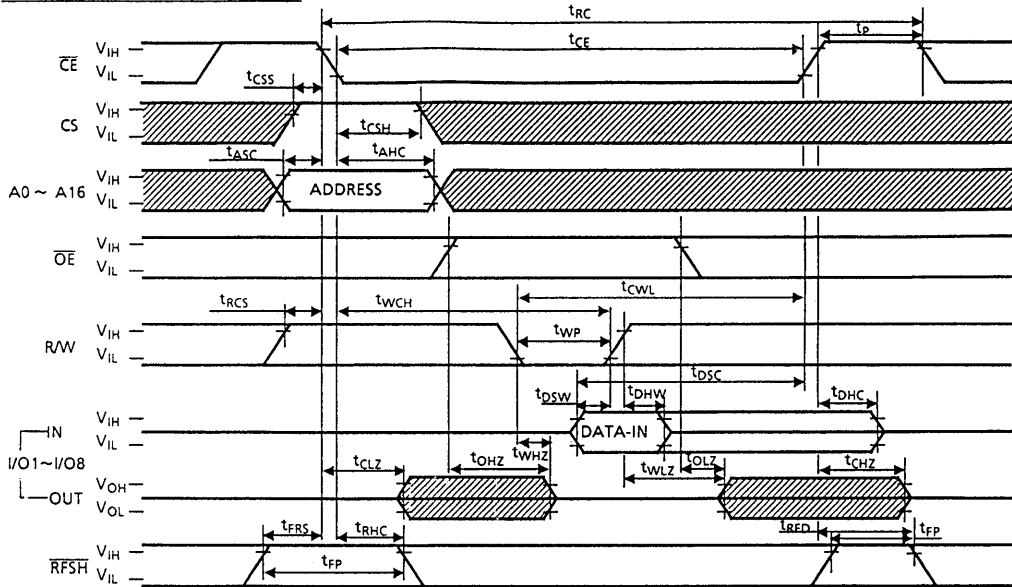 tRC
tCE
tP
CE
VIH
VIL
tCSS
CS
VIH
VIL
tCSH
tASC
tAHC
A0 ~ A16
VIH
VIL
ADDRESS
OE
VIH
VIL
tCWL
tRCS
tWCH
R/W
VIH
VIL
tWP
tDSC
tDSW
tDHW
tDHC
IN
VIH
VIL
DATA-IN
I/O1~I/O8
tWHZ
tCLZ
tOHZ
tWLZ
tOLZ
tCHZ
OUT
VOH
VOL
tFRS
tRHC
tRFD
tFP
RFSH
VIH
VIL
tFP